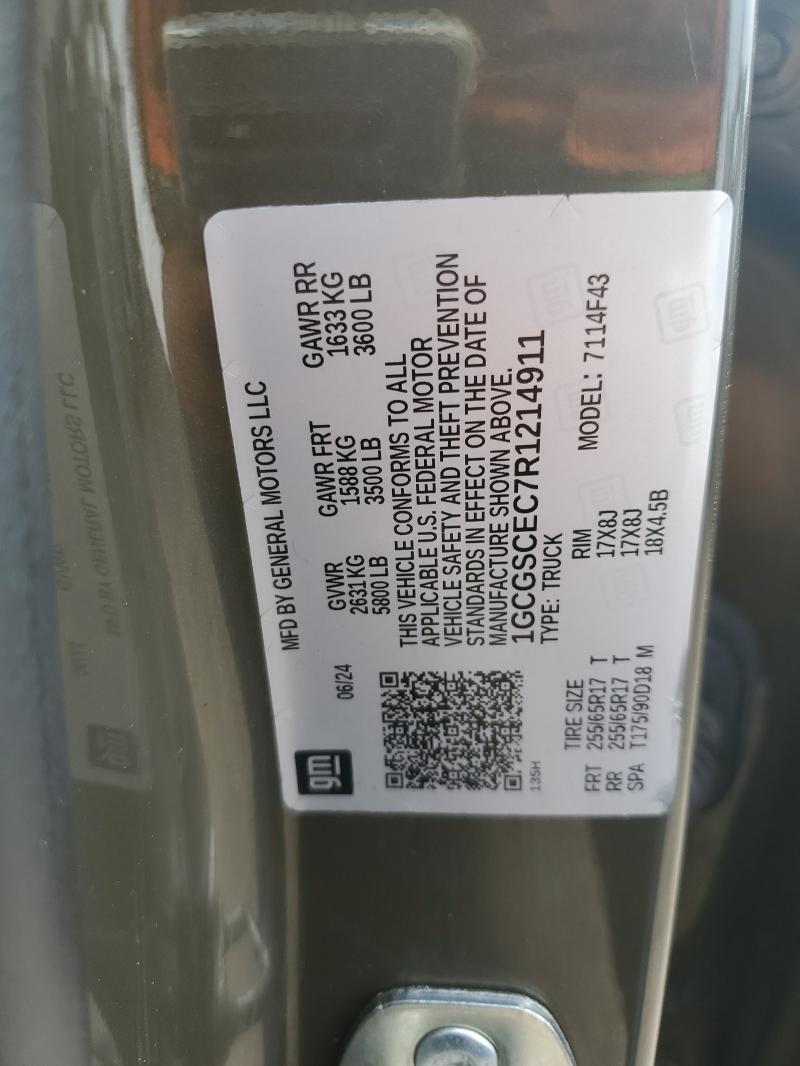 gm
MFD BY GENERAL MOTORS LLC
06/24
GVWR GAWR FRT GAWR RR
2631 KG 1588 KG 1633 KG
5800 LB 3500 LB 3600 LB
THIS VEHICLE CONFORMS TO ALL
APPLICABLE U.S. FEDERAL MOTOR
VEHICLE SAFETY AND THEFT PREVENTION
STANDARDS IN EFFECT ON THE DATE OF
MANUFACTURE SHOWN ABOVE.
1GCGSCEC7R1214911
TYPE: TRUCK MODEL: 7114F43
135H
TIRE SIZE RIM
FRT 255/65R17 T 17X8J
RR 255/65R17 T 17X8J
SPA T175/90D18 M 18X4.5B